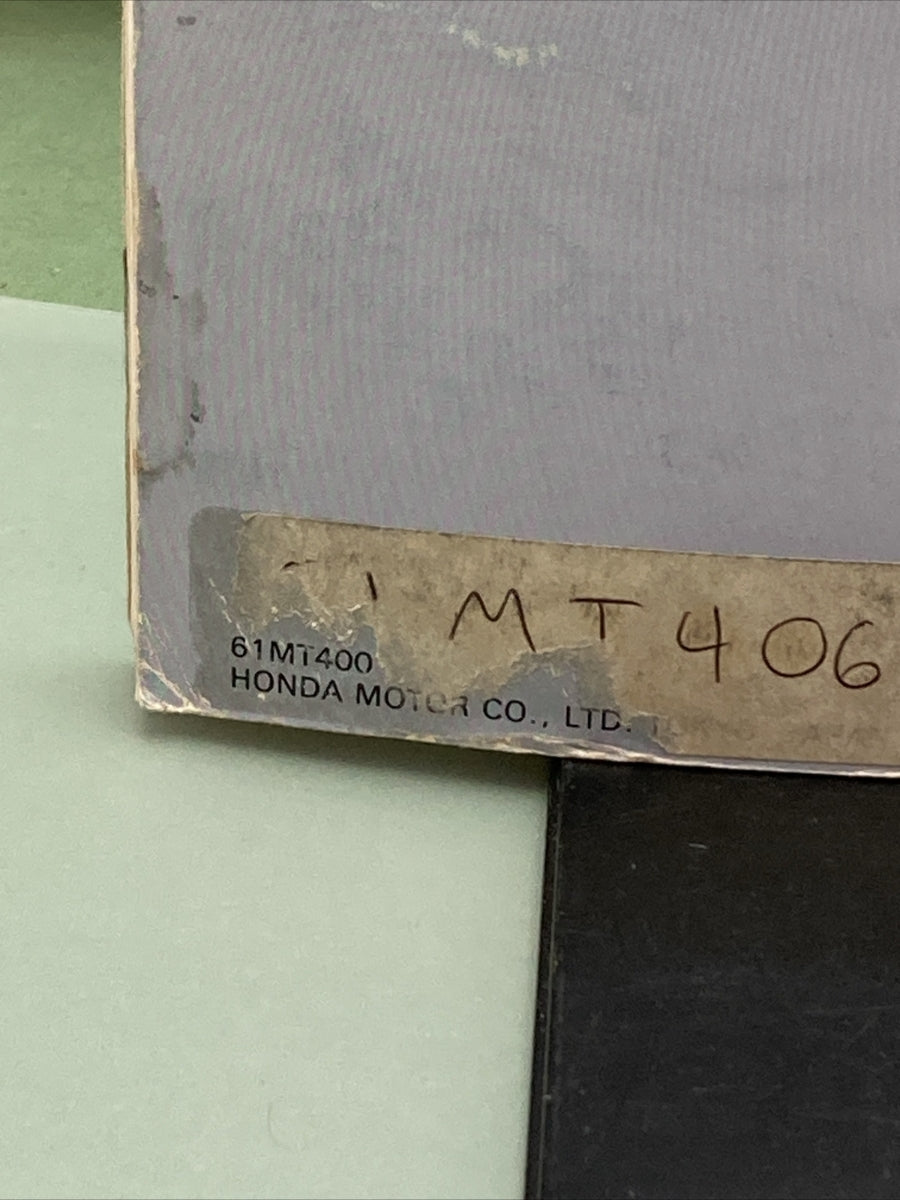 MT406
61MT400
HONDA MOTOR CO., LTD.